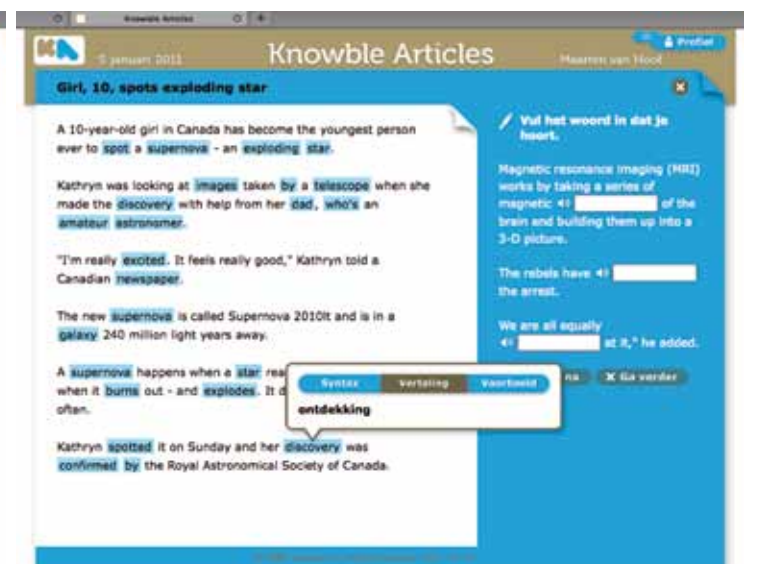 Knowble Articles
KA
5 januari 2011
Knowble Articles
Maarten van Hoof
Profiel
Girl, 10, spots exploding star
A 10-year-old girl in Canada has become the youngest person
ever to spot a supernova - an exploding star.
Kathryn was looking at images taken by a telescope when she
made the discovery with help from her dad, who's an
amateur astronomer.
"I'm really excited. It feels really good," Kathryn told a
Canadian newspaper.
The new supernova is called Supernova 2010lt and is in a
galaxy 240 million light years away.
A supernova happens when a star rea
when it burns out - and explodes. It d
often.
Kathryn spotted it on Sunday and her discovery was
confirmed by the Royal Astronomical Society of Canada.
Syntax Vertaling Voorbeeld
ontdekking
Vul het woord in dat je
hoort.
Magnetic resonance imaging (MRI)
works by taking a series of
magnetic of the
brain and building them up into a
3-D picture.
The rebels have
the arrest.
We are all equally
at it," he added.
na X Ga verder